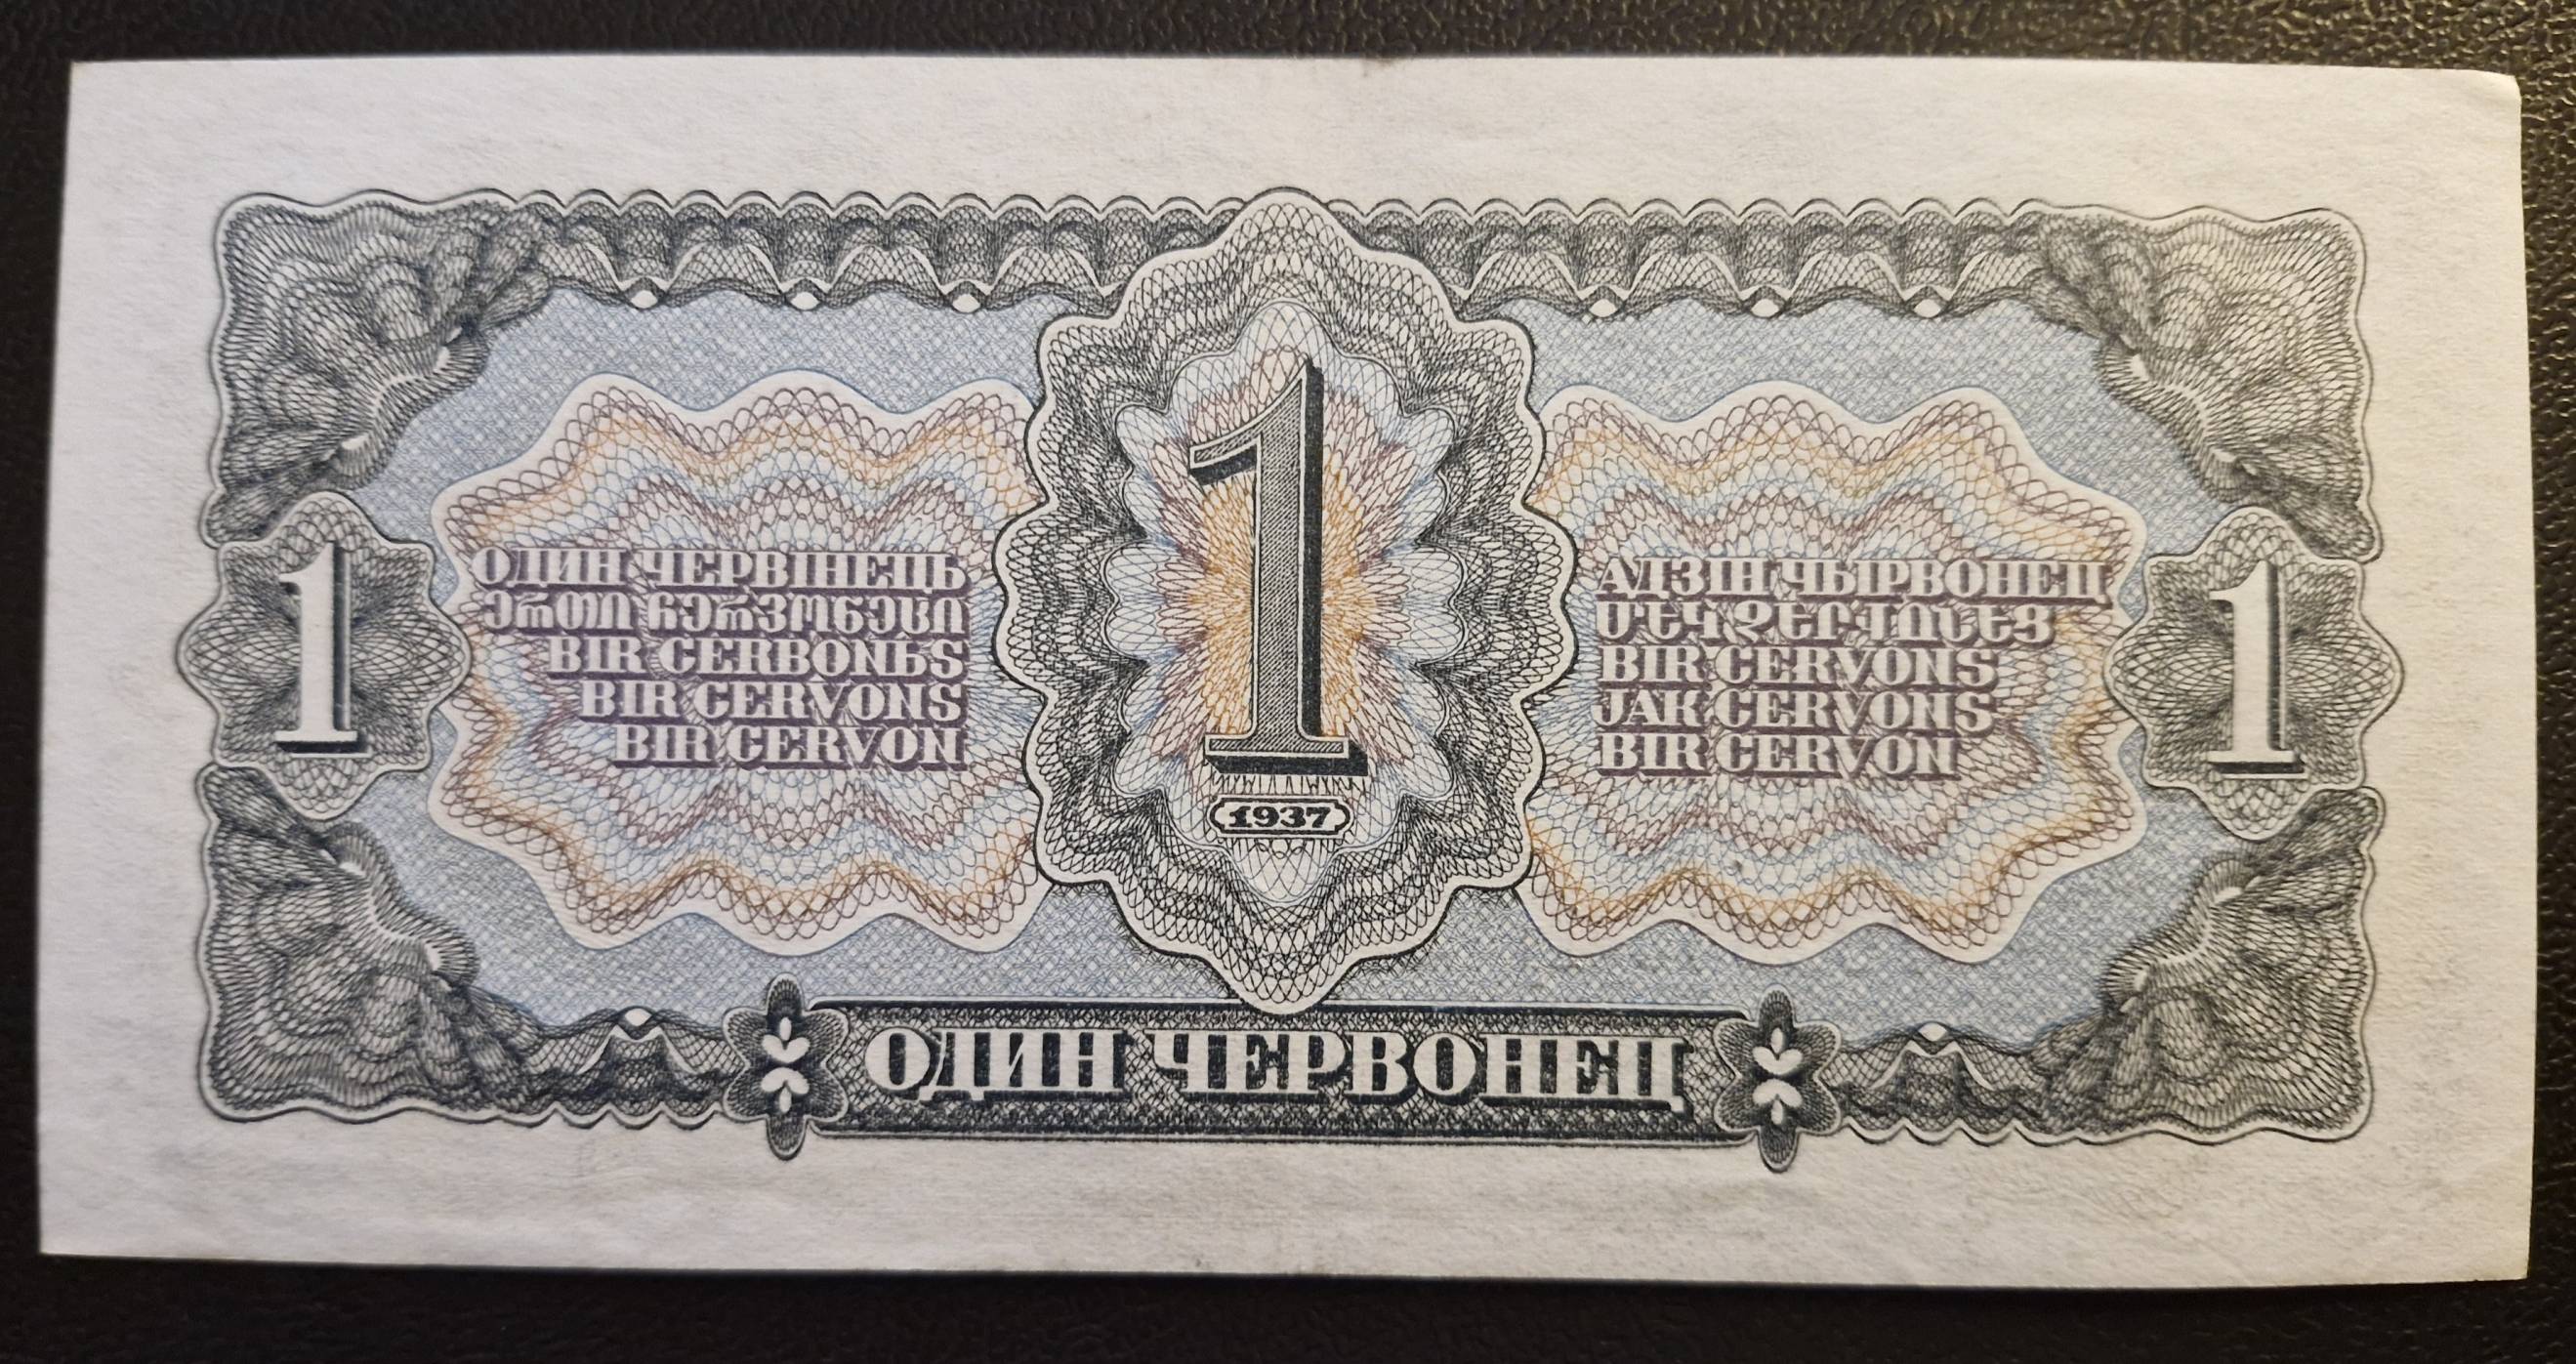 1
1
1
1937
ОДИН ЧЕРВІНЕЦЬ
ᲔᲠᲗᲘ ᲩᲔᲠᲕᲝᲜᲔᲪᲘ
BIR CERBONЬS
BIR CERVONS
BIR CERVON
АДЗІН ЧЫРВОНЕЦ
ՄԵԿ ՉԵՐՎՈՆԵՑ
BIR CERVONS
JAK CERVONS
BIR CERVON
ОДИН ЧЕРВОНЕЦ